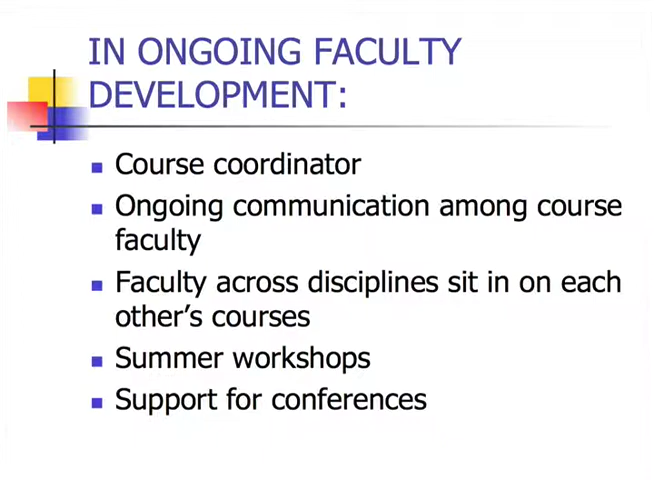 IN ONGOING FACULTY
DEVELOPMENT:
Course coordinator
Ongoing communication among course
faculty
Faculty across disciplines sit in on each
other’s courses
Summer workshops
Support for conferences